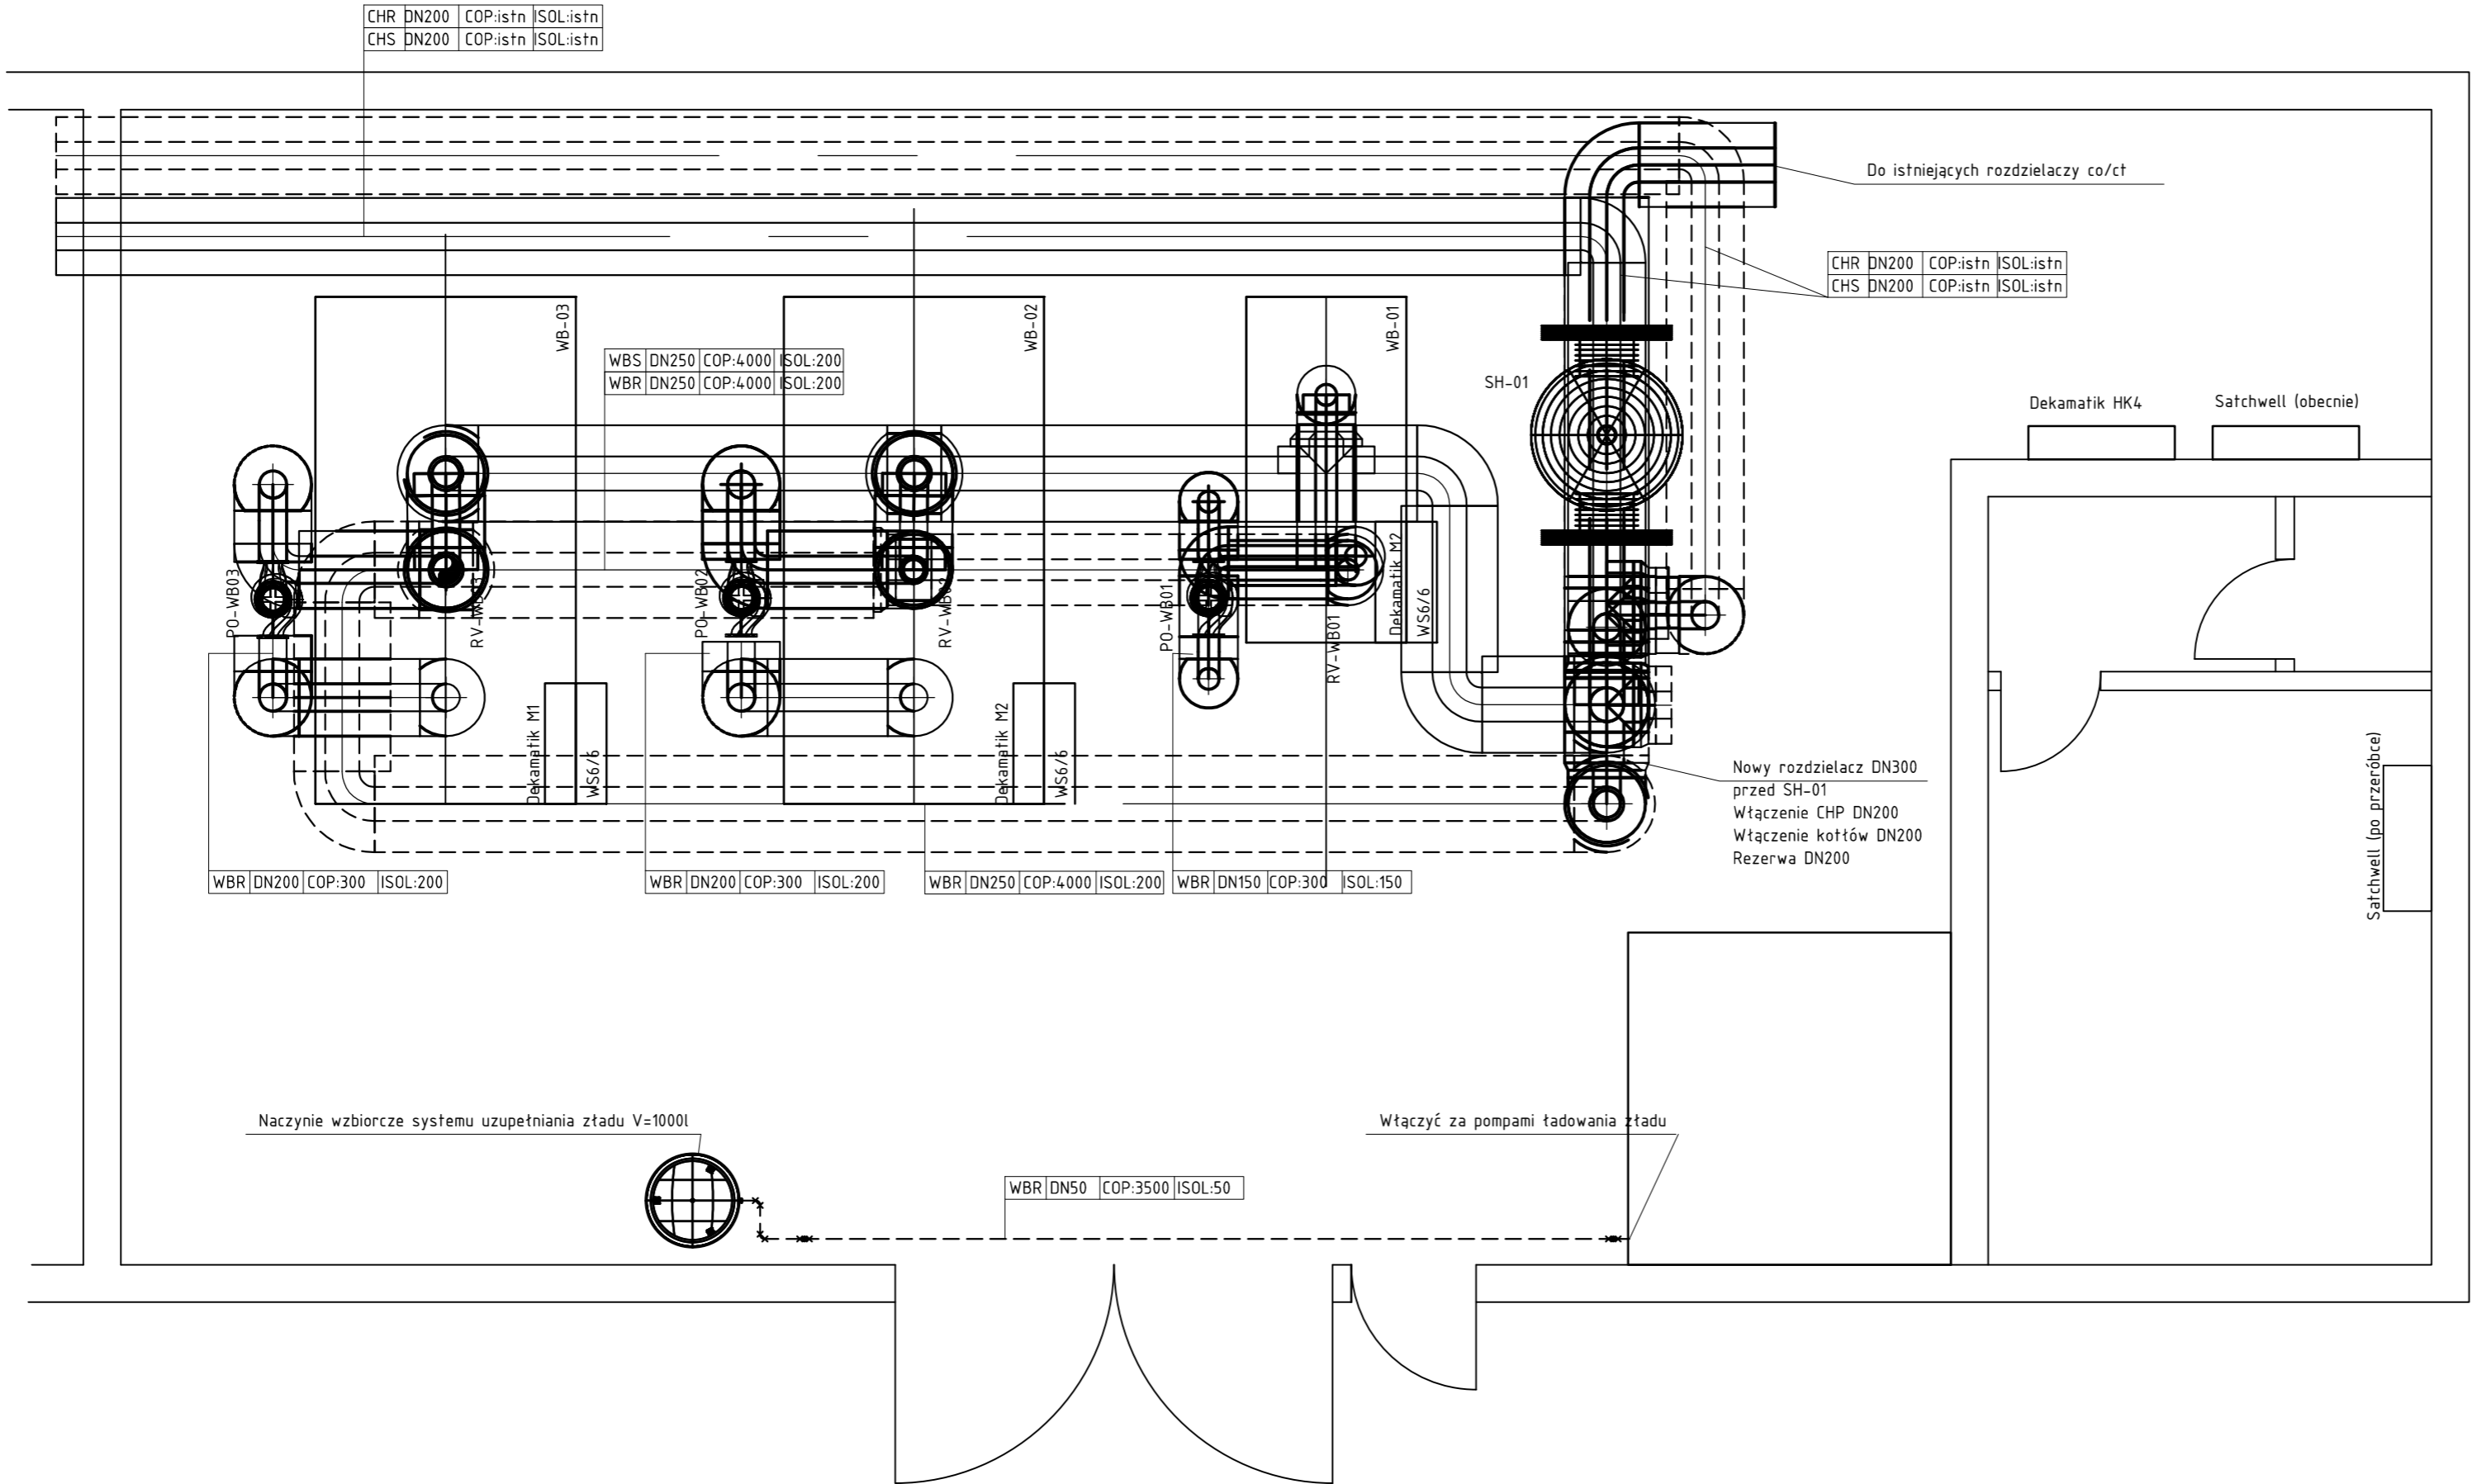 CHR DN200 COP:istn ISOL:istn
CHS DN200 COP:istn ISOL:istn
Do istniejących rozdzielaczy co/ct
CHR DN200 COP:istn ISOL:istn
CHS DN200 COP:istn ISOL:istn
WB-03
WB-02
WB-01
WBS DN250 COP:4000 ISOL:200
WBR DN250 COP:4000 ISOL:200
SH-01
Dekamatik HK4
Satchwell (obecnie)
PO-WB03
RV-WB03
PO-WB02
RV-WB02
PO-WB01
RV-WB01
Dekamatik M2
WS6/6
Dekamatik M1
WS6/6
Dekamatik M2
WS6/6
Nowy rozdzielacz DN300
przed SH-01
Włączenie CHP DN200
Włączenie kotłów DN200
Rezerwa DN200
Satchwell (po przeróbce)
WBR DN200 COP:300 ISOL:200
WBR DN200 COP:300 ISOL:200
WBR DN250 COP:4000 ISOL:200
WBR DN150 COP:300 ISOL:150
Naczynie wzbiorcze systemu uzupełniania zładu V=1000l
Włączyć za pompami ładowania zładu
WBR DN50 COP:3500 ISOL:50